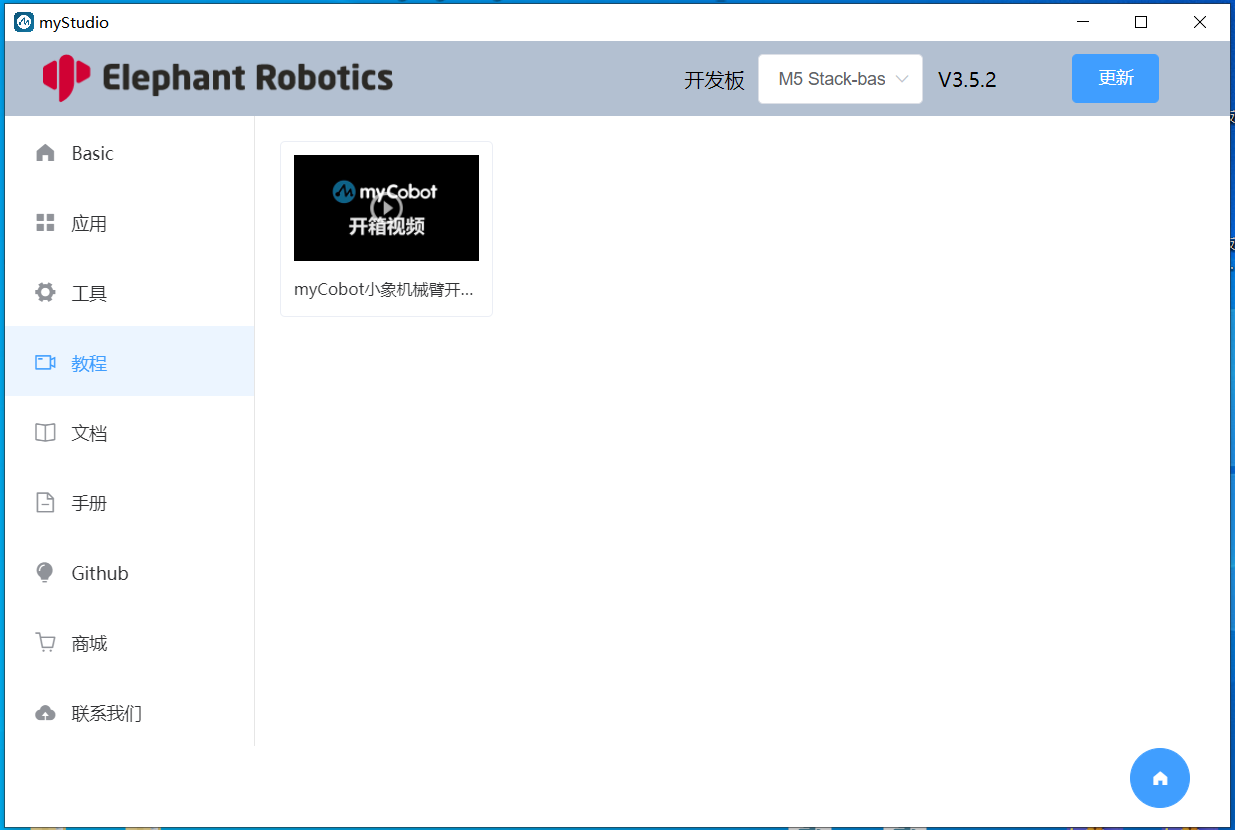 myStudio
Elephant Robotics
开发板
M5 Stack-bas
V3.5.2
更新
Basic
应用
工具
教程
文档
手册
Github
商城
联系我们
myCobot
开箱视频
myCobot小象机械臂开...